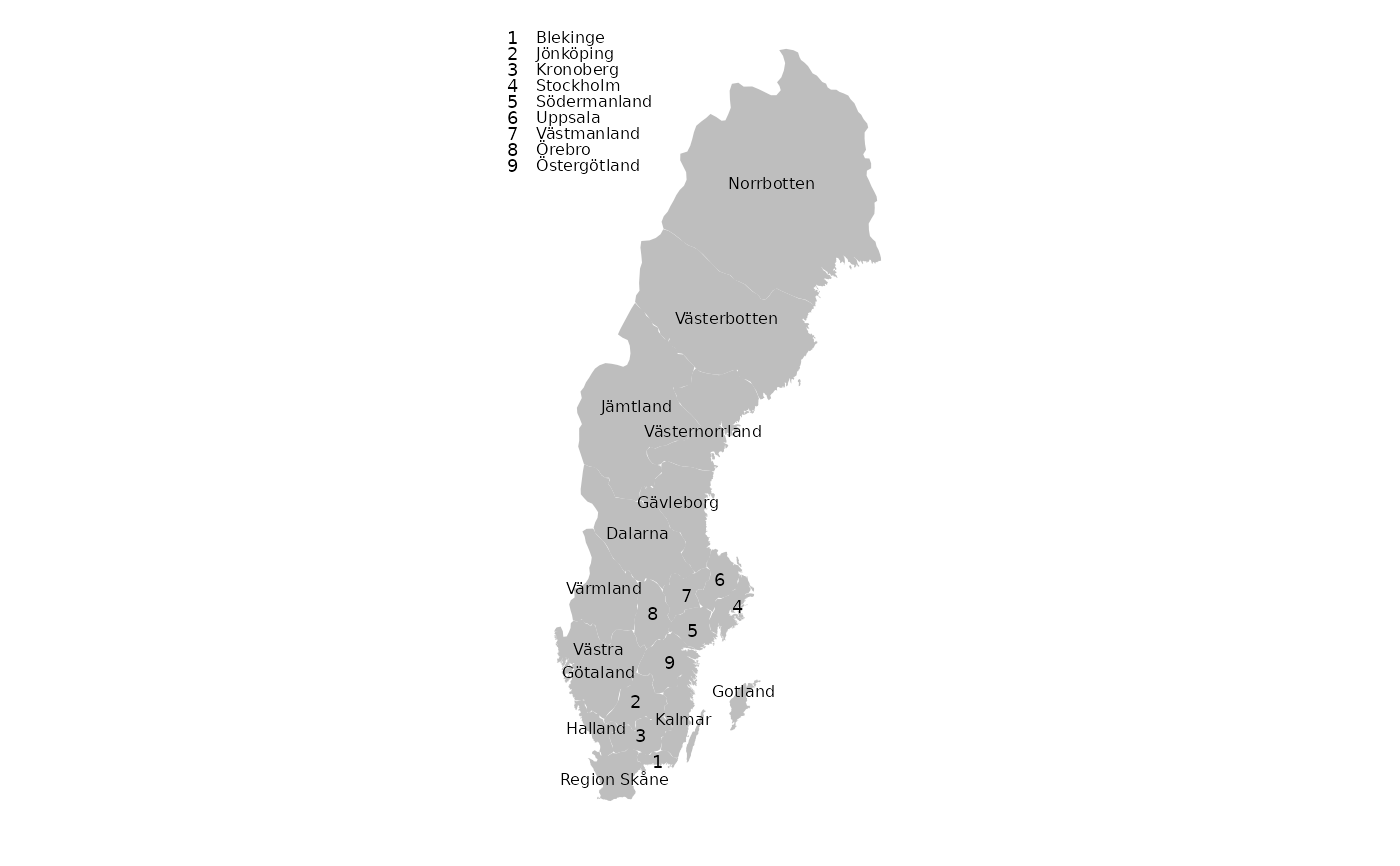 1 Blekinge
2 Jönköping
3 Kronoberg
4 Stockholm
5 Södermanland
6 Uppsala
7 Västmanland
8 Örebro
9 Östergötland
Norrbotten
Västerbotten
Jämtland
Västernorrland
Gävleborg
Dalarna
6
Värmland
7
4
8
5
Västra
9
Götaland
Gotland
2
Kalmar
Halland
3
1
Region Skåne